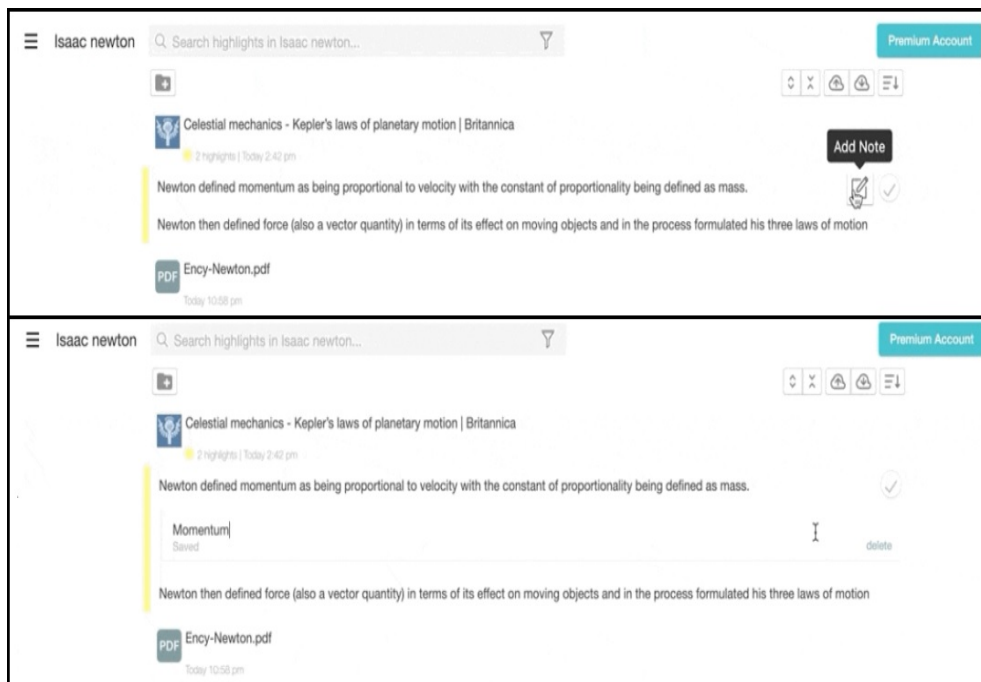 Isaac newton
Search highlights in Isaac newton...
Premium Account
Celestial mechanics - Kepler's laws of planetary motion | Britannica
2 highlights | Today 2:42 pm
Add Note
Newton defined momentum as being proportional to velocity with the constant of proportionality being defined as mass.
Newton then defined force (also a vector quantity) in terms of its effect on moving objects and in the process formulated his three laws of motion
PDF
Ency-Newton.pdf
Today 10:58 pm
Isaac newton
Search highlights in Isaac newton...
Premium Account
Celestial mechanics - Kepler's laws of planetary motion | Britannica
2 highlights | Today 2:42 pm
Newton defined momentum as being proportional to velocity with the constant of proportionality being defined as mass.
Momentum
Saved
delete
Newton then defined force (also a vector quantity) in terms of its effect on moving objects and in the process formulated his three laws of motion
PDF
Ency-Newton.pdf
Today 10:58 pm